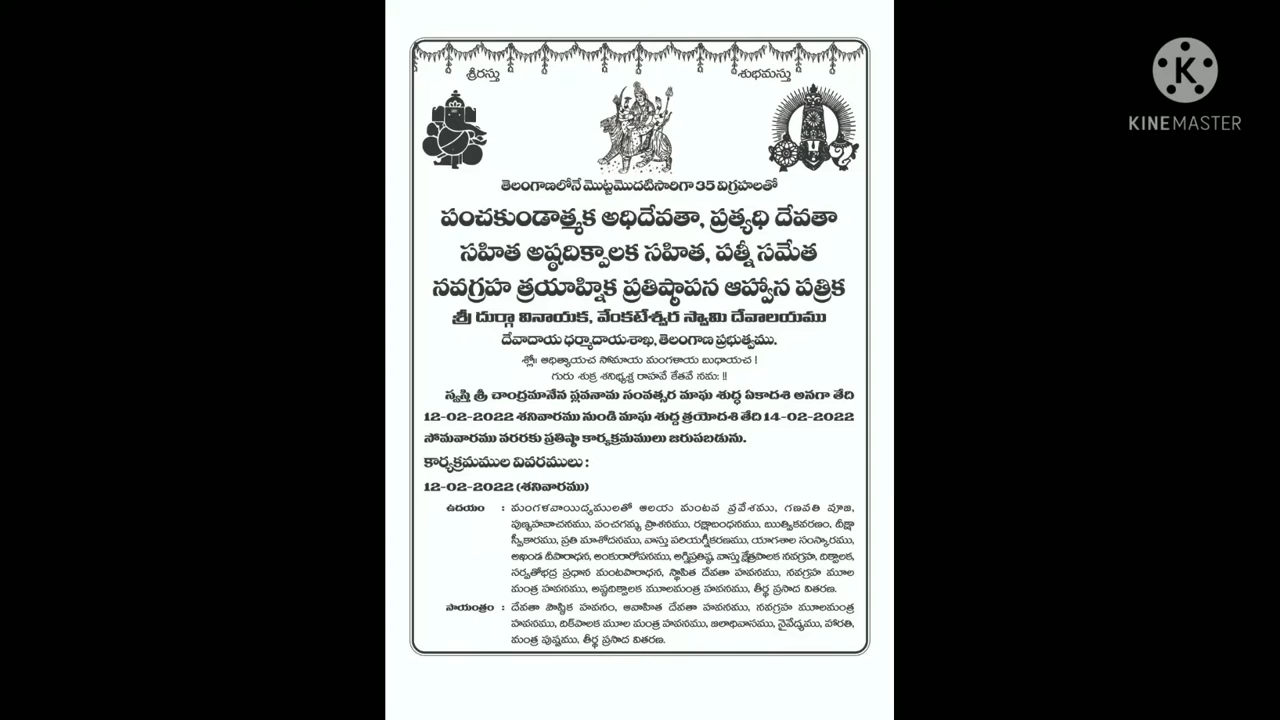 శ్రీరస్తు
శుభమస్తు
తెలంగాణలోనే మొట్టమొదటిసారిగా 35 విగ్రహలతో
పంచకుండాత్మక అధిదేవతా, ప్రత్యధి దేవతా
సహిత అష్ఠదిక్పాలక సహిత, పత్నీ సమేత
నవగ్రహ త్రయాహ్నిక ప్రతిష్ఠాపన ఆహ్వాన పత్రిక
శ్రీ దుర్గా వినాయక, వేంకటేశ్వర స్వామి దేవాలయము
దేవాదాయ ధర్మాదాయశాఖ, తెలంగాణ ప్రభుత్వము.
శ్లో॥ ఆధిత్యాయచ సోమాయ మంగళాయ బుధాయచ !
గురు శుక్ర శనిభ్యశ్చ రాహవే కేతవే నమః !!
స్వస్తి శ్రీ చాంద్రమానేన ప్లవనామ సంవత్సర మాఘ శుద్ధ ఏకాదశి అనగా తేది
12-02-2022 శనివారము నుండి మాఘ శుద్ద త్రయోదశి తేది 14-02-2022
సోమవారము వరకు ప్రతిష్ఠా కార్యక్రమములు జరుపబడును.
కార్యక్రమముల వివరములు :
12-02-2022 (శనివారము)
ఉదయం : మంగళవాయిద్యములతో ఆలయ మంటప ప్రవేశము, గణపతి పూజ,
పుణ్యహవాచనము, పంచగవ్య ప్రాశనము, రక్షాబంధనము, ఋత్వికవరణం, దీక్షా
స్వీకారము, ప్రతి మాశోదనము, వాస్తు పరియగ్నీకరణము, యాగశాల సంస్కారము,
అఖండ దీపారాధన, అంకురారోపనము, అగ్నిప్రతిష్ఠ, వాస్తు క్షేత్రపాలక నవగ్రహ, దిక్పాలక,
సర్వతోభద్ర ప్రధాన మంటపారాధన, స్థాపిత దేవతా హవనము, నవగ్రహ మూల
మంత్ర హవనము, అష్ఠదిక్పాలక మూలమంత్ర హవనము, తీర్థ ప్రసాద వితరణ.
సాయంత్రం : దేవతా పౌష్ఠిక హవనం, ఆవాహిత దేవతా హవనము, నవగ్రహ మూలమంత్ర
హవనము, దిక్‌పాలక మూల మంత్ర హవనము, జలాధివాసము, నైవేద్యము, హారతి,
మంత్ర పుష్పము, తీర్థ ప్రసాద వితరణ.
K
KINEMASTER